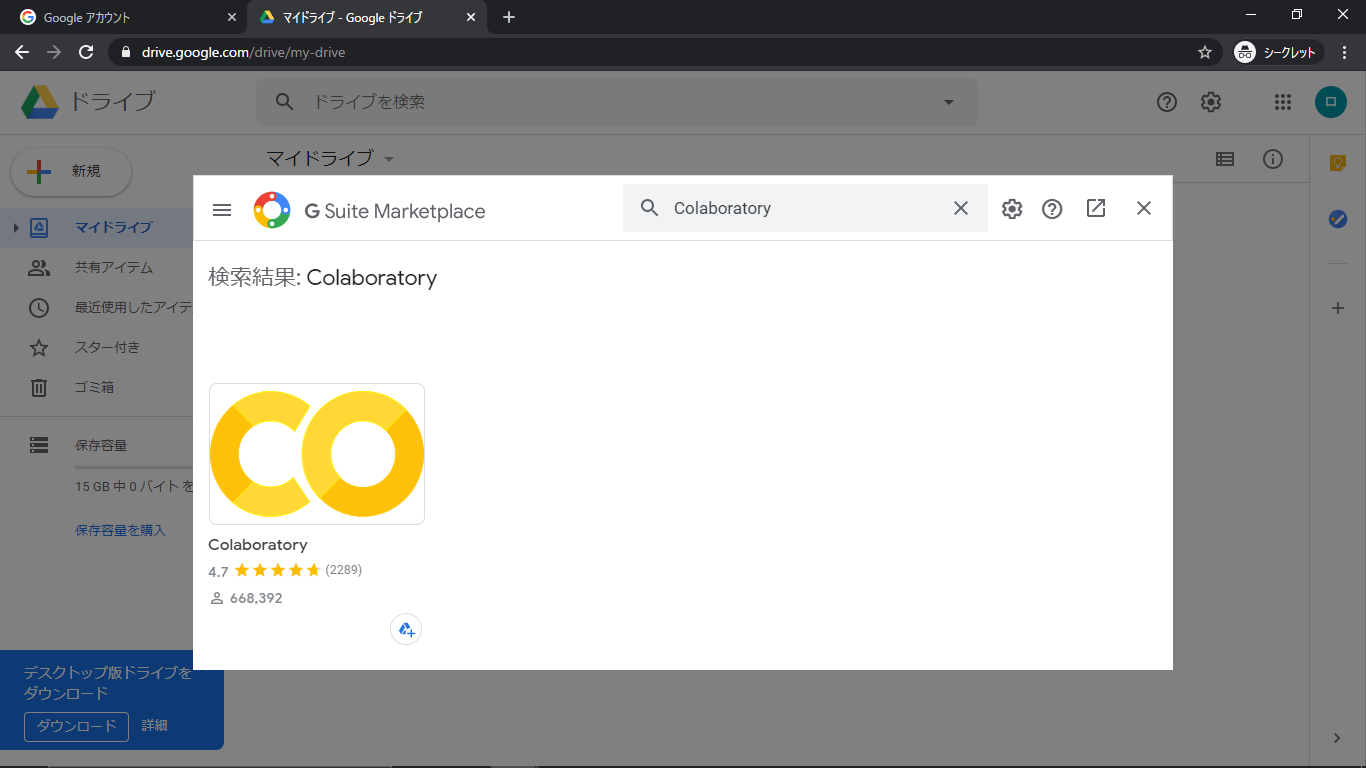 Google アカウント
マイドライブ - Google ドライブ
drive.google.com/drive/my-drive
シークレット
ドライブ
ドライブを検索
新規
マイドライブ
G Suite Marketplace
Colaboratory
マイドライブ
共有アイテム
最近使用したアイテ
スター付き
ゴミ箱
保存容量
15 GB 中 0 バイト を
保存容量を購入
検索結果: Colaboratory
Colaboratory
4.7 (2289)
668,392
デスクトップ版ドライブを
ダウンロード
ダウンロード 詳細